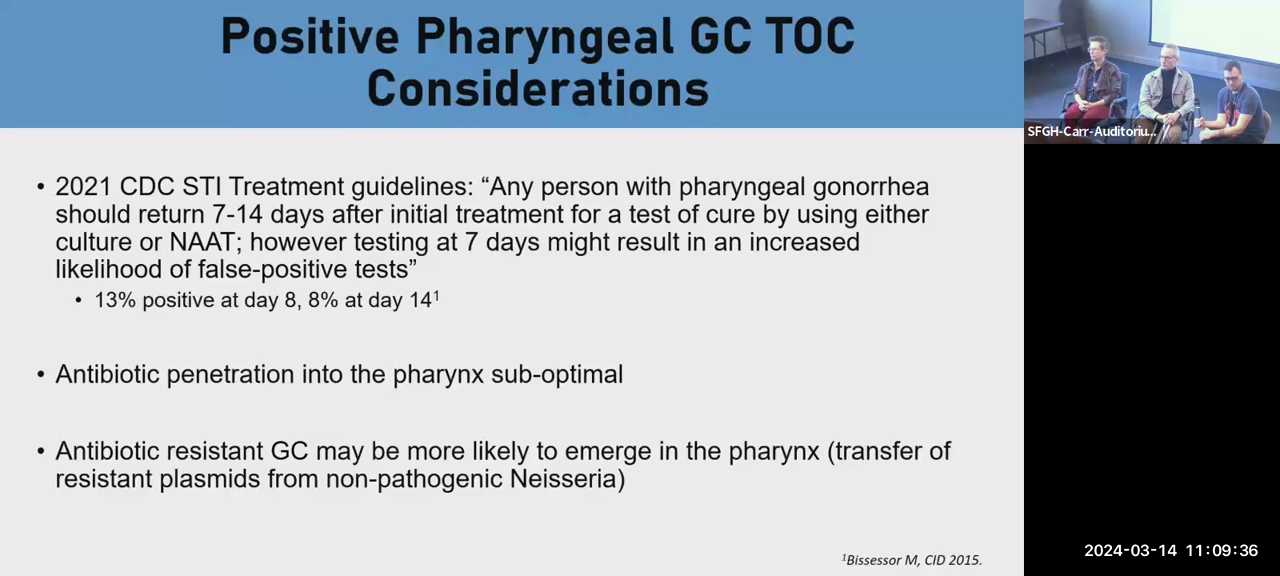 Positive Pharyngeal GC TOC
Considerations
• 2021 CDC STI Treatment guidelines: “Any person with pharyngeal gonorrhea
should return 7-14 days after initial treatment for a test of cure by using either
culture or NAAT; however testing at 7 days might result in an increased
likelihood of false-positive tests”
• 13% positive at day 8, 8% at day 14¹
• Antibiotic penetration into the pharynx sub-optimal
• Antibiotic resistant GC may be more likely to emerge in the pharynx (transfer of
resistant plasmids from non-pathogenic Neisseria)
¹Bissessor M, CID 2015.
SFGH-Carr-Auditoriu...
2024-03-14 11:09:36